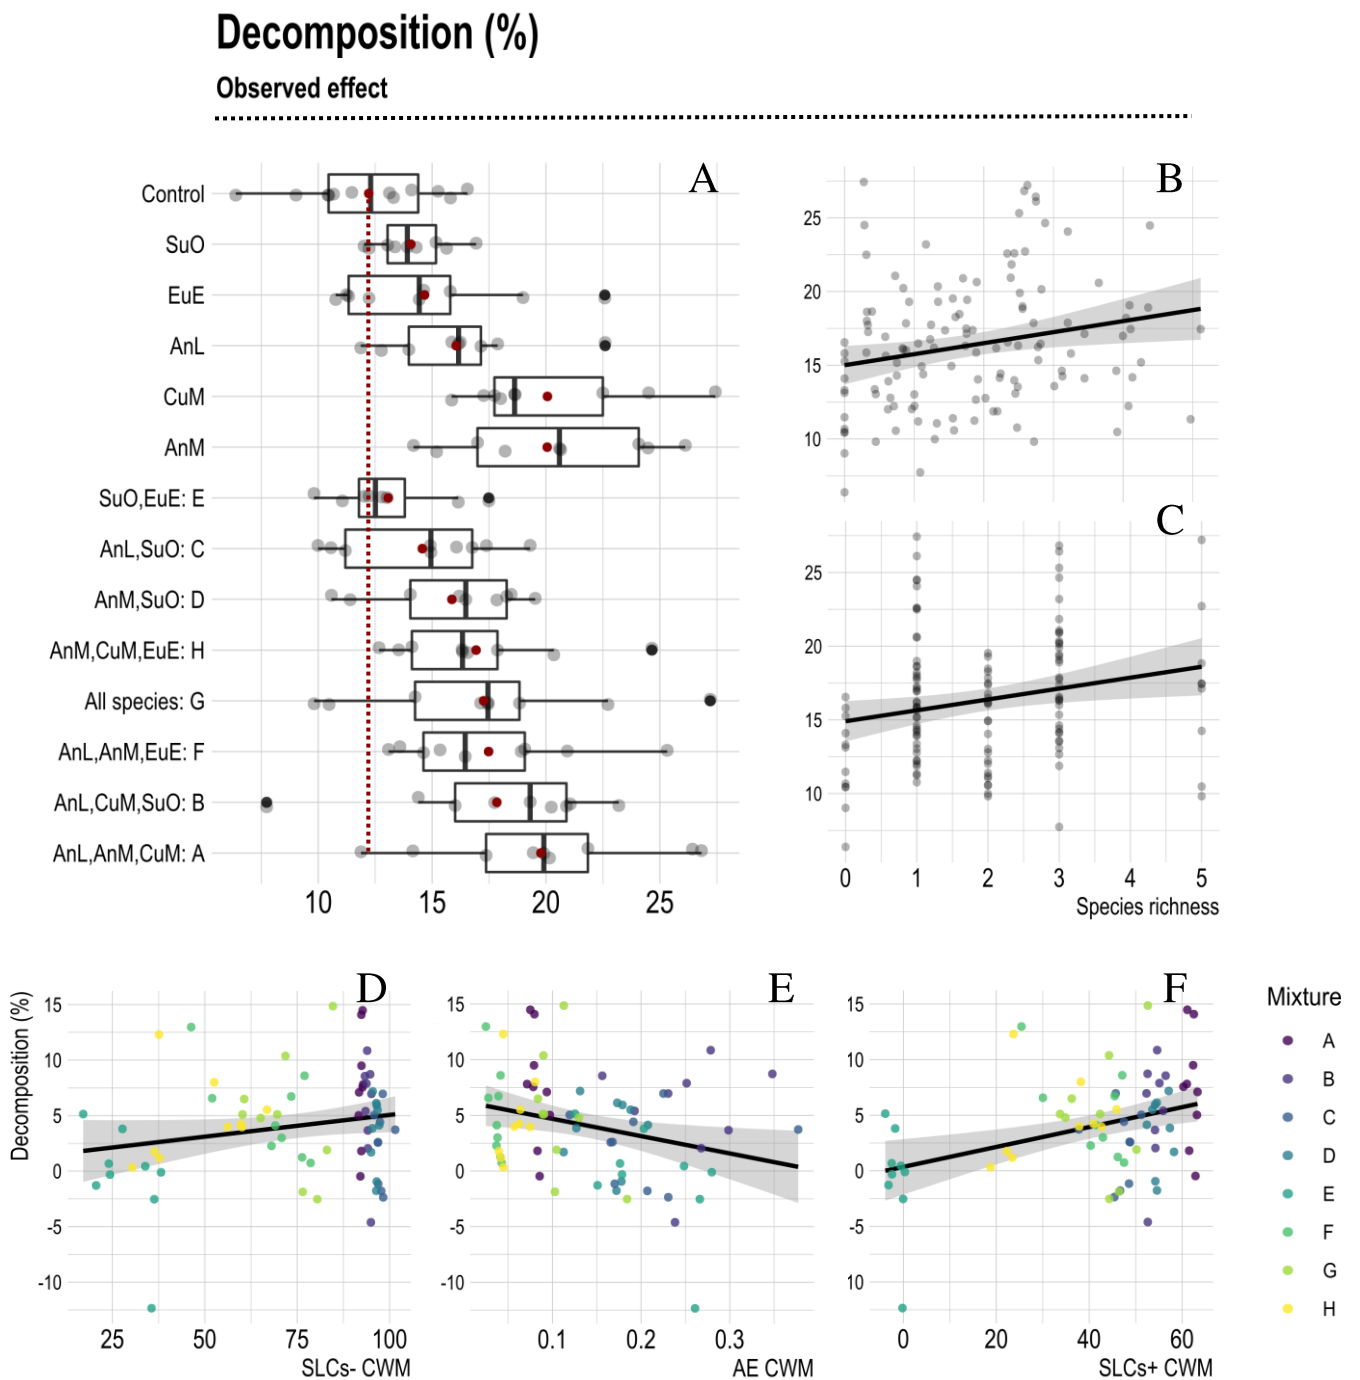 Decomposition (%)
Observed effect
A
Control
SuO
EuE
AnL
CuM
AnM
SuO,EuE: E
AnL,SuO: C
AnM,SuO: D
AnM,CuM,EuE: H
All species: G
AnL,AnM,EuE: F
AnL,CuM,SuO: B
AnL,AnM,CuM: A
10 15 20 25
B
25
20
15
10
C
25
20
15
10
0 1 2 3 4 5
Species richness
D
Decomposition (%)
15
10
5
0
-5
-10
25 50 75 100
SLCs- CWM
E
15
10
5
0
-5
-10
0.1 0.2 0.3
AE CWM
F
15
10
5
0
-5
10
0 20 40 60
SLCs+ CWM
Mixture
A
B
C
D
E
F
G
H